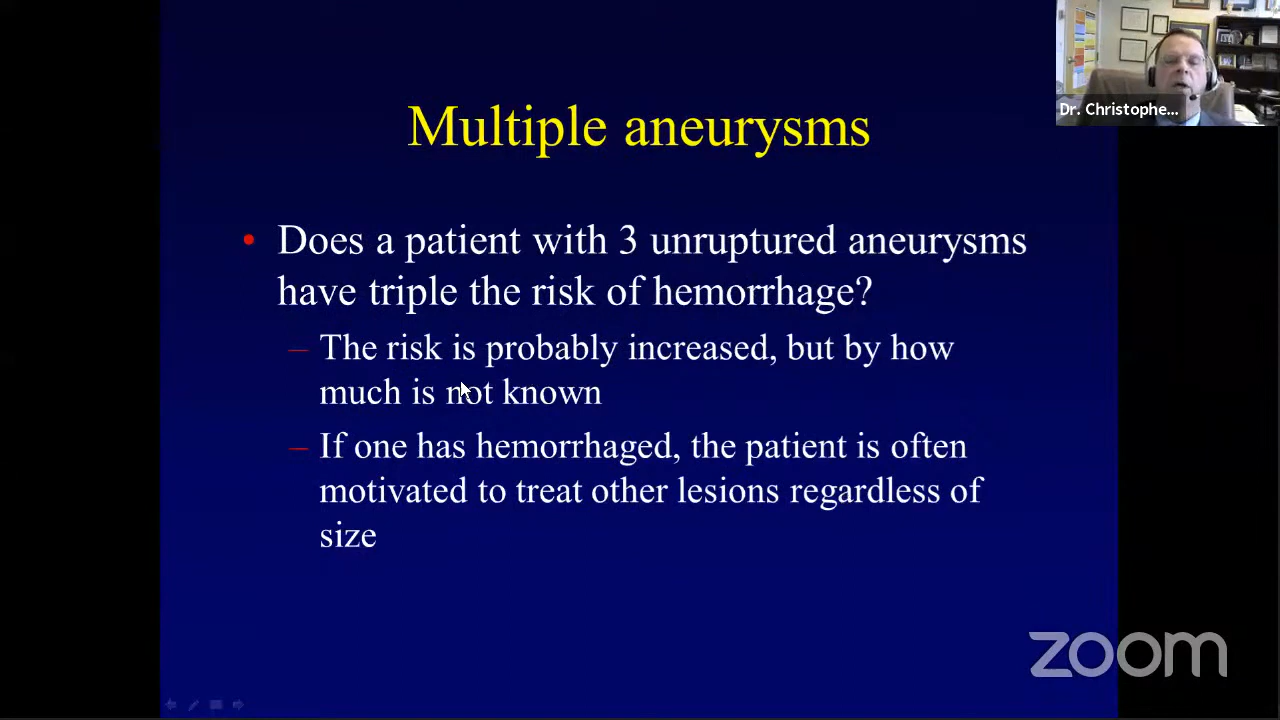 Multiple aneurysms
• Does a patient with 3 unruptured aneurysms
have triple the risk of hemorrhage?
– The risk is probably increased, but by how
much is not known
– If one has hemorrhaged, the patient is often
motivated to treat other lesions regardless of
size
Dr. Christophe...
zoom